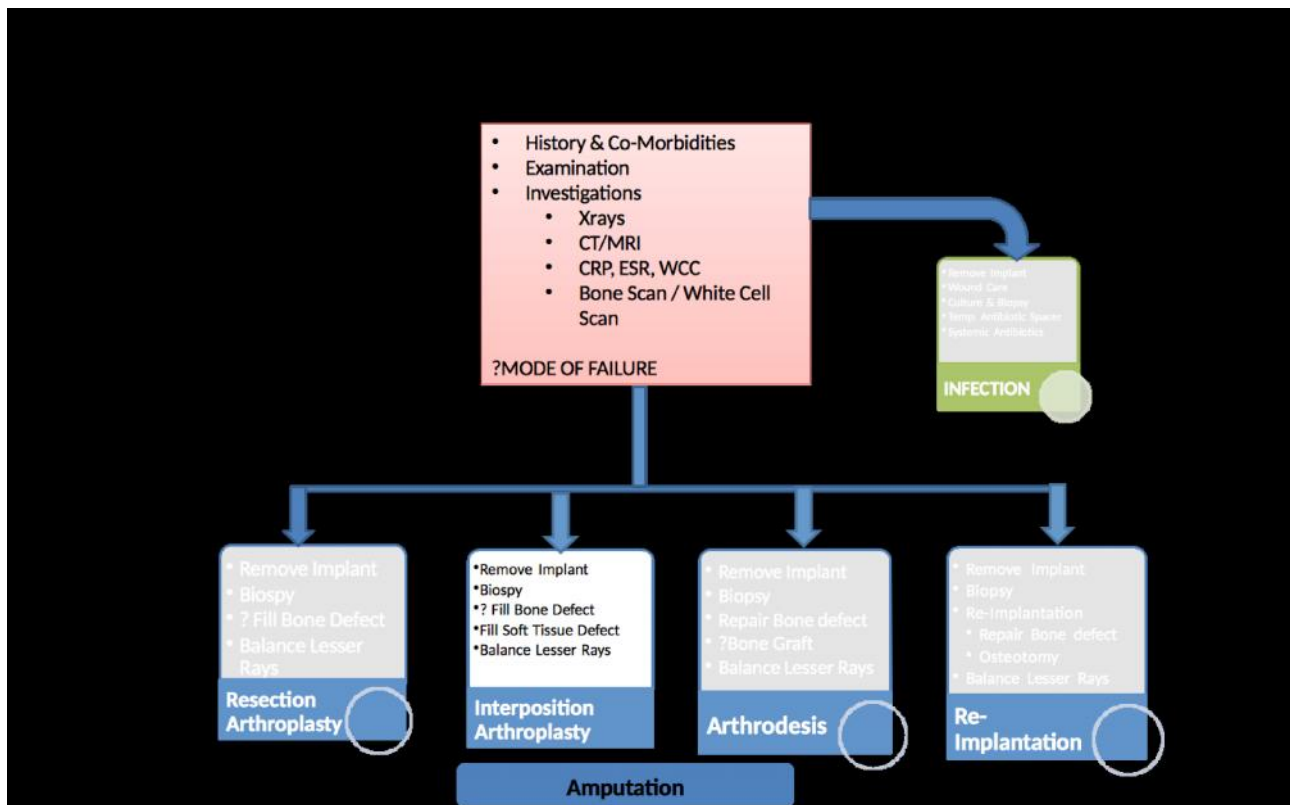 • History & Co-Morbidities
• Examination
• Investigations
• Xrays
• CT/MRI
• CRP, ESR, WCC
• Bone Scan / White Cell
Scan
?MODE OF FAILURE
•Remove Implant
•Wound Care
•Culture & Biopsy
•Temp. Antibiotic Spacer
•Systemic Antibiotics
INFECTION
• Remove Implant
• Biospy
• ? Fill Bone Defect
• Balance Lesser
Rays
Resection
Arthroplasty
•Remove Implant
•Biospy
•? Fill Bone Defect
•Fill Soft Tissue Defect
•Balance Lesser Rays
Interposition
Arthroplasty
• Remove Implant
• Biopsy
• Repair Bone defect
• ?Bone Graft
• Balance Lesser Rays
Arthrodesis
• Remove Implant
• Biopsy
• Re-Implantation
• Repair Bone defect
• Osteotomy
• Balance Lesser Rays
Re-
Implantation
Amputation